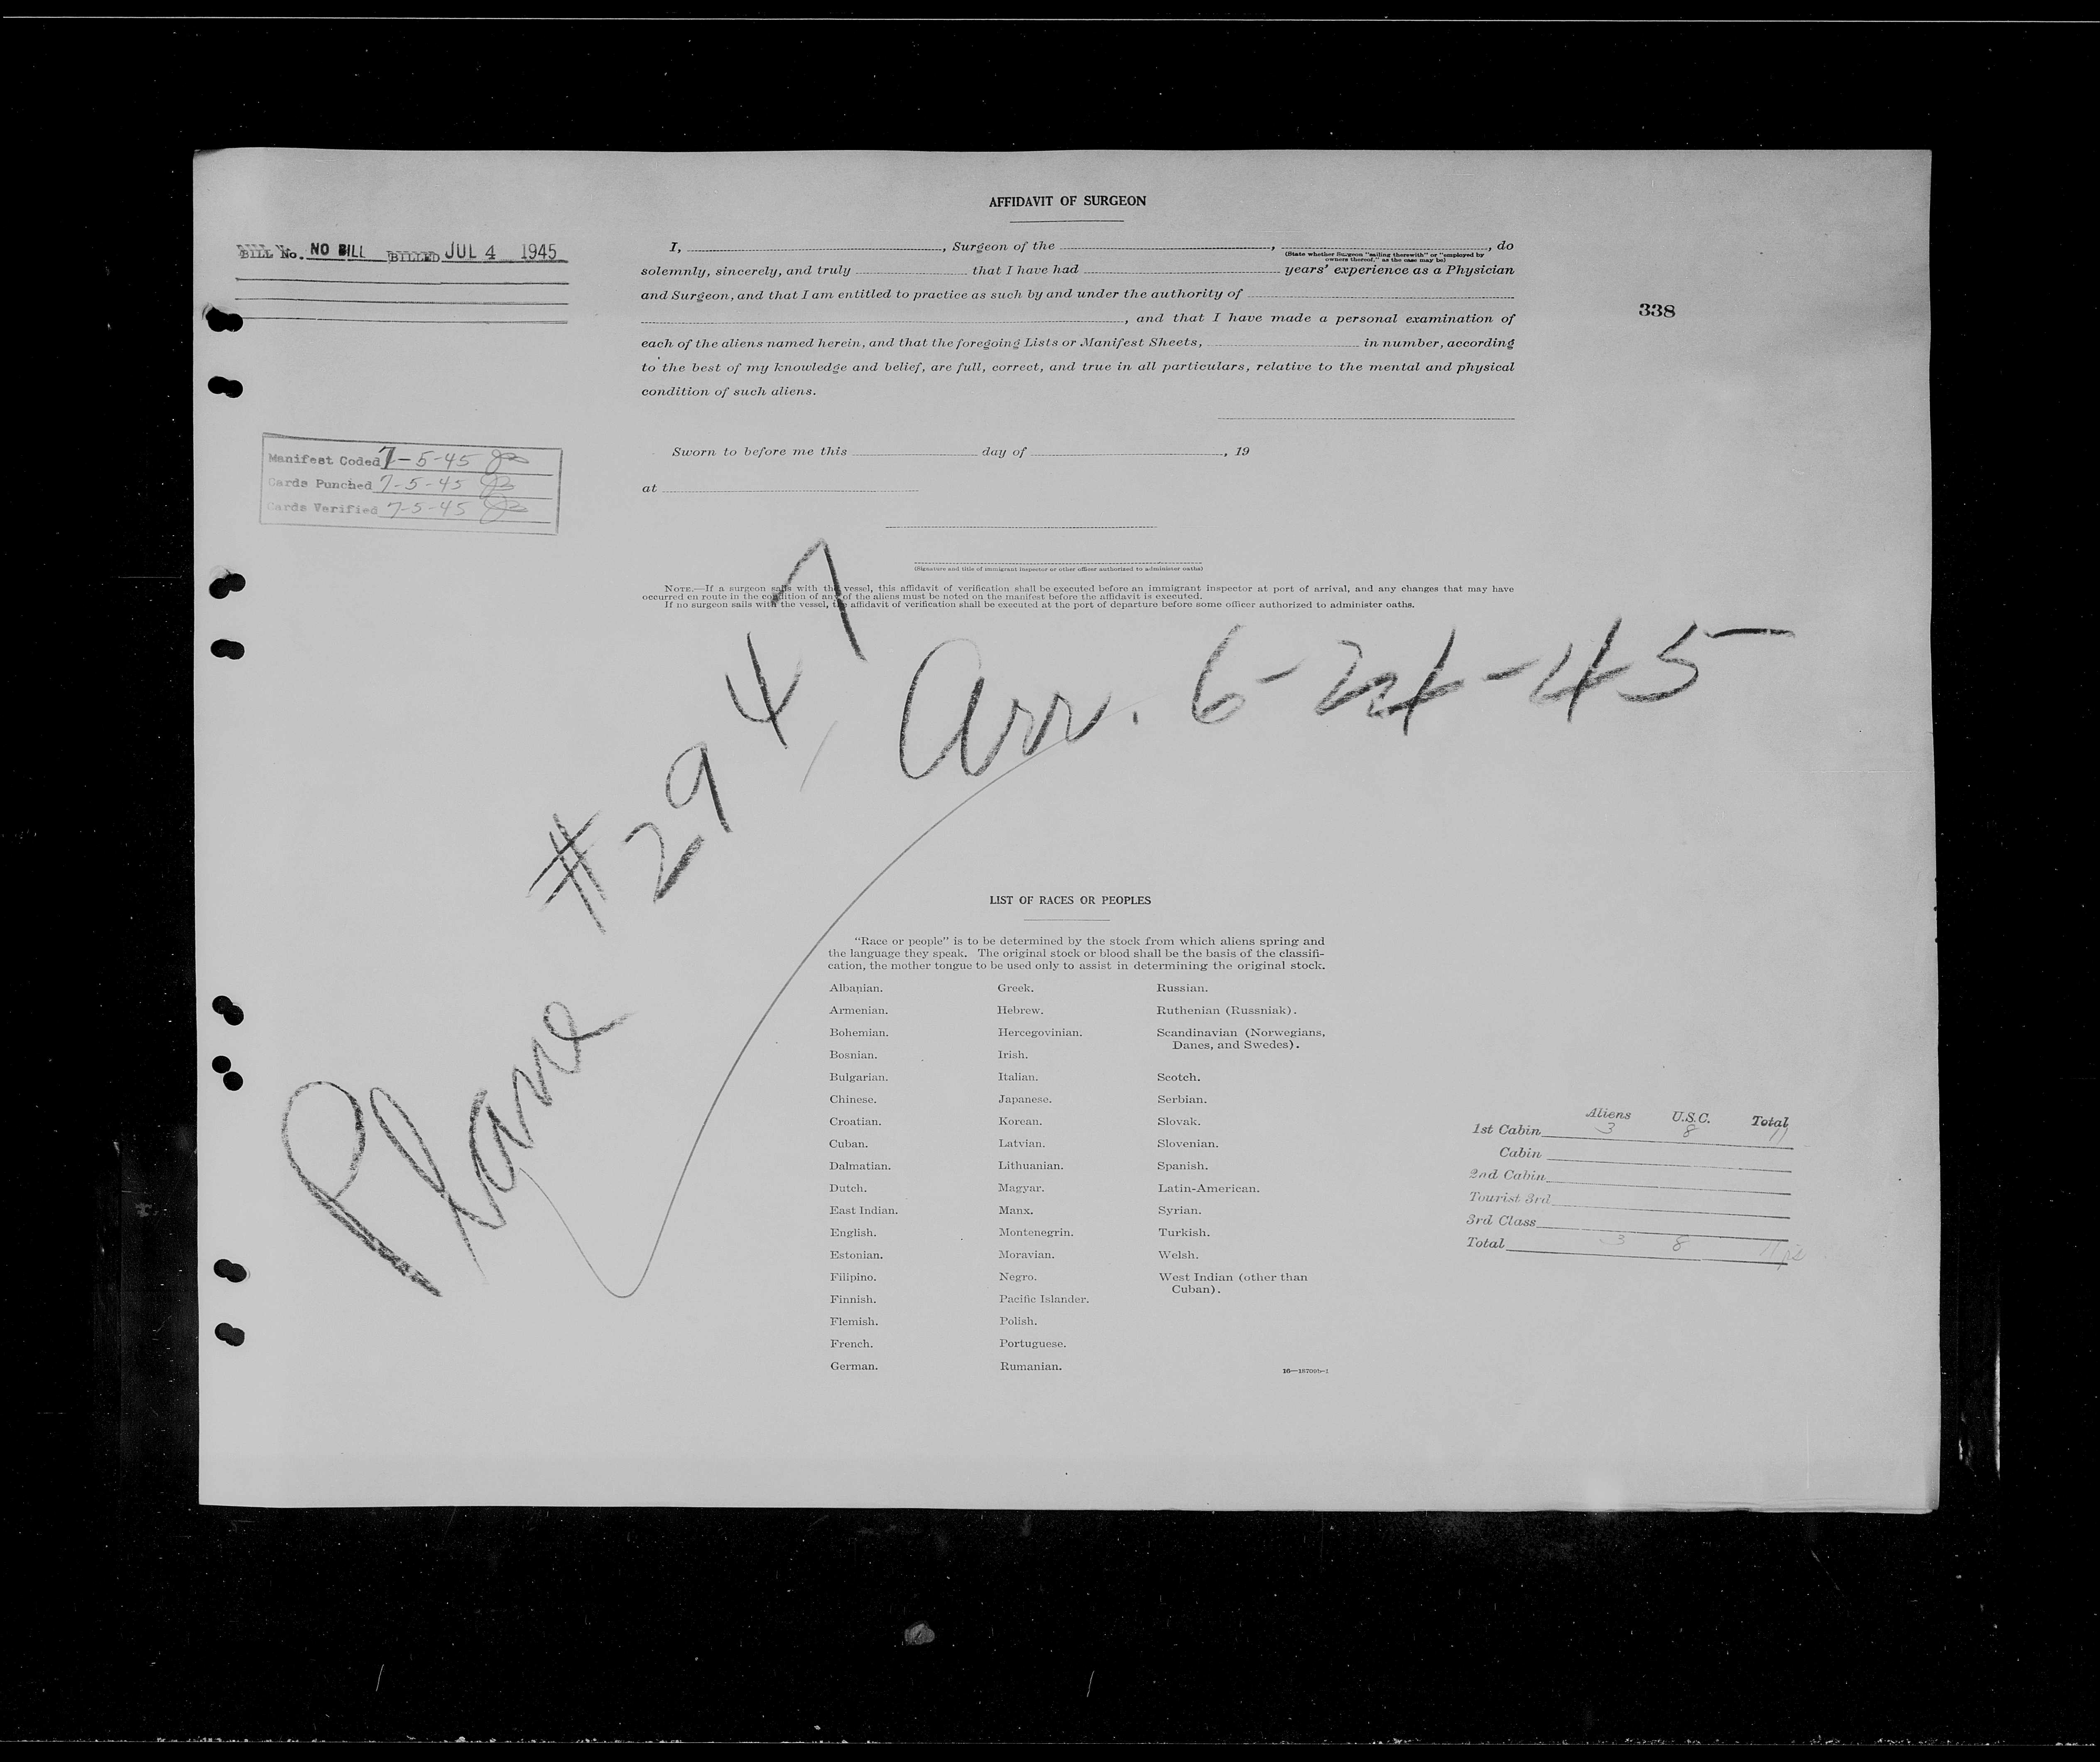 AFFIDAVIT OF SURGEON
BILL No. NO BILL BILLED JUL 4 1945
I, , Surgeon of the , , do
(State whether Surgeon "sailing therewith" or "employed by
owners thereof," as the case may be)
solemnly, sincerely, and truly that I have had years' experience as a Physician
and Surgeon, and that I am entitled to practice as such by and under the authority of
, and that I have made a personal examination of
338
each of the aliens named herein, and that the foregoing Lists or Manifest Sheets, in number, according
to the best of my knowledge and belief, are full, correct, and true in all particulars, relative to the mental and physical
condition of such aliens.
Manifest Coded 7-5-45
Cards Punched 7-5-45
Cards Verified 7-5-45
Sworn to before me this day of , 19
at
(Signature and title of immigrant inspector or other officer authorized to administer oaths)
NOTE.—If a surgeon sails with the vessel, this affidavit of verification shall be executed before an immigrant inspector at port of arrival, and any changes that may have
occurred en route in the condition of any of the aliens must be noted on the manifest before the affidavit is executed.
If no surgeon sails with the vessel, the affidavit of verification shall be executed at the port of departure before some officer authorized to administer oaths.
Plane #2947
Arr. 6-24-45
LIST OF RACES OR PEOPLES
"Race or people" is to be determined by the stock from which aliens spring and
the language they speak. The original stock or blood shall be the basis of the classifi-
cation, the mother tongue to be used only to assist in determining the original stock.
Albanian.
Armenian.
Bohemian.
Bosnian.
Bulgarian.
Chinese.
Croatian.
Cuban.
Dalmatian.
Dutch.
East Indian.
English.
Estonian.
Filipino.
Finnish.
Flemish.
French.
German.
Greek.
Hebrew.
Hercegovinian.
Irish.
Italian.
Japanese.
Korean.
Latvian.
Lithuanian.
Magyar.
Manx.
Montenegrin.
Moravian.
Negro.
Pacific Islander.
Polish.
Portuguese.
Rumanian.
Russian.
Ruthenian (Russniak).
Scandinavian (Norwegians,
Danes, and Swedes).
Scotch.
Serbian.
Slovak.
Slovenian.
Spanish.
Latin-American.
Syrian.
Turkish.
Welsh.
West Indian (other than
Cuban).
Aliens U.S.C. Total
1st Cabin 3 8 11
Cabin
2nd Cabin
Tourist 3rd
3rd Class
Total 3 8 11